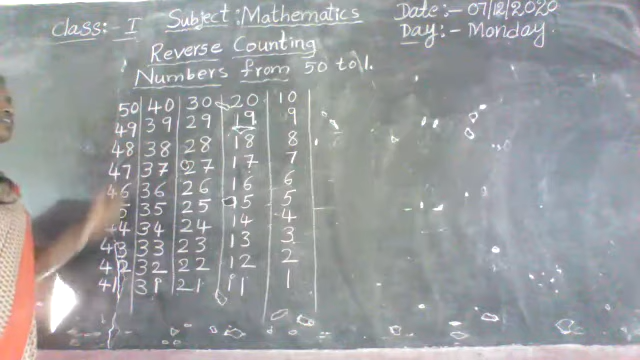 Class:- I Subject: Mathematics Date:- 07/12/2020
Reverse Counting Day:- Monday
Numbers from 50 to 1.
50 40 30 20 10
49 39 29 19 9
48 38 28 18 8
47 37 27 17 7
46 36 26 16 6
5 35 25 15 5
44 34 24 14 4
43 33 23 13 3
42 32 22 12 2
41 31 21 11 1